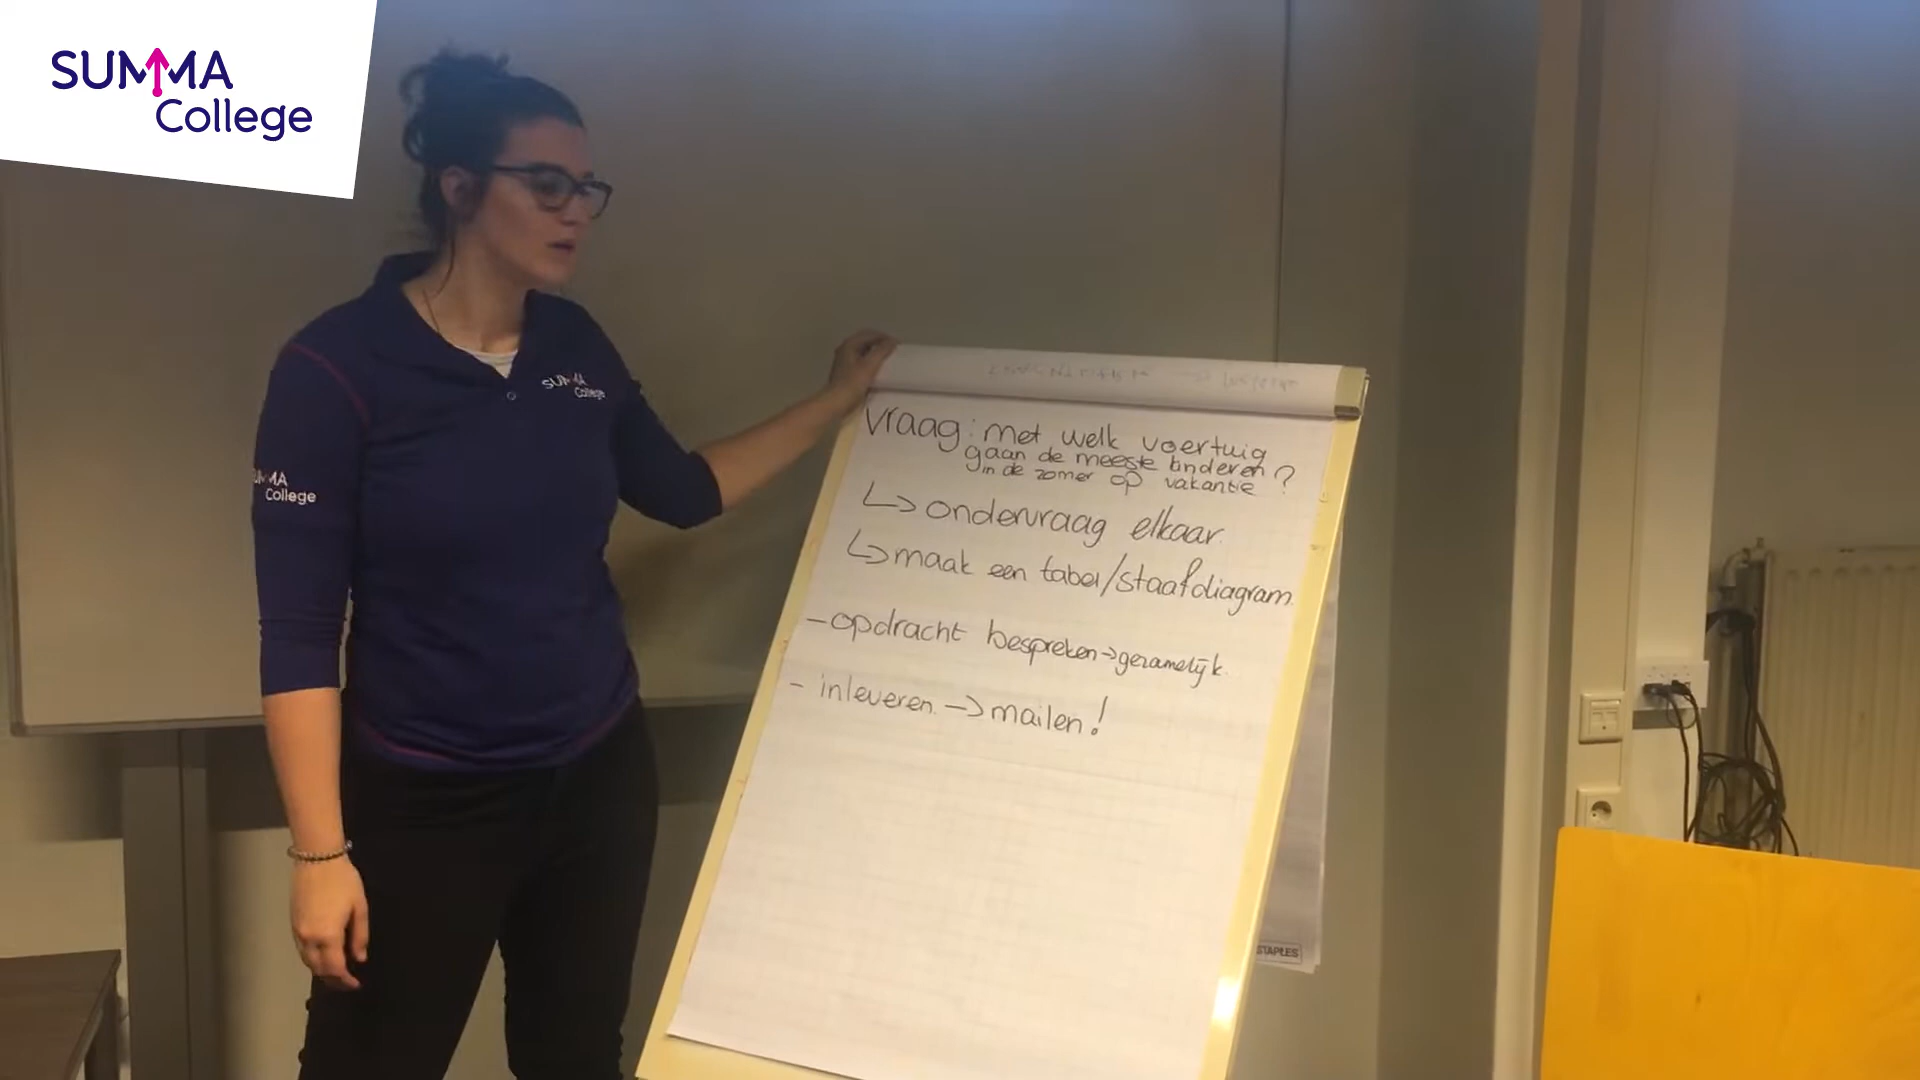 SUMMA
College
SUMMA
College
SUMMA
College
vraag: met welk voertuig
gaan de meeste kinderen
in de zomer op vakantie ?
↳ ondervraag elkaar.
↳ maak een tabel/staafdiagram.
- opdracht bespreken → gezamelijk.
- inleveren. → mailen!
STAPLES